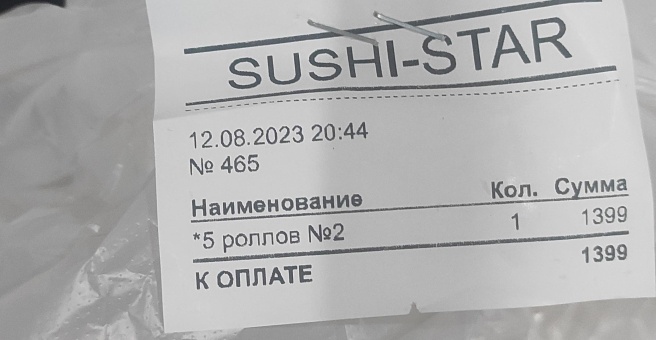 SUSHI-STAR
12.08.2023 20:44
№ 465
Наименование Кол. Сумма
*5 роллов №2 1 1399
К ОПЛАТЕ 1399